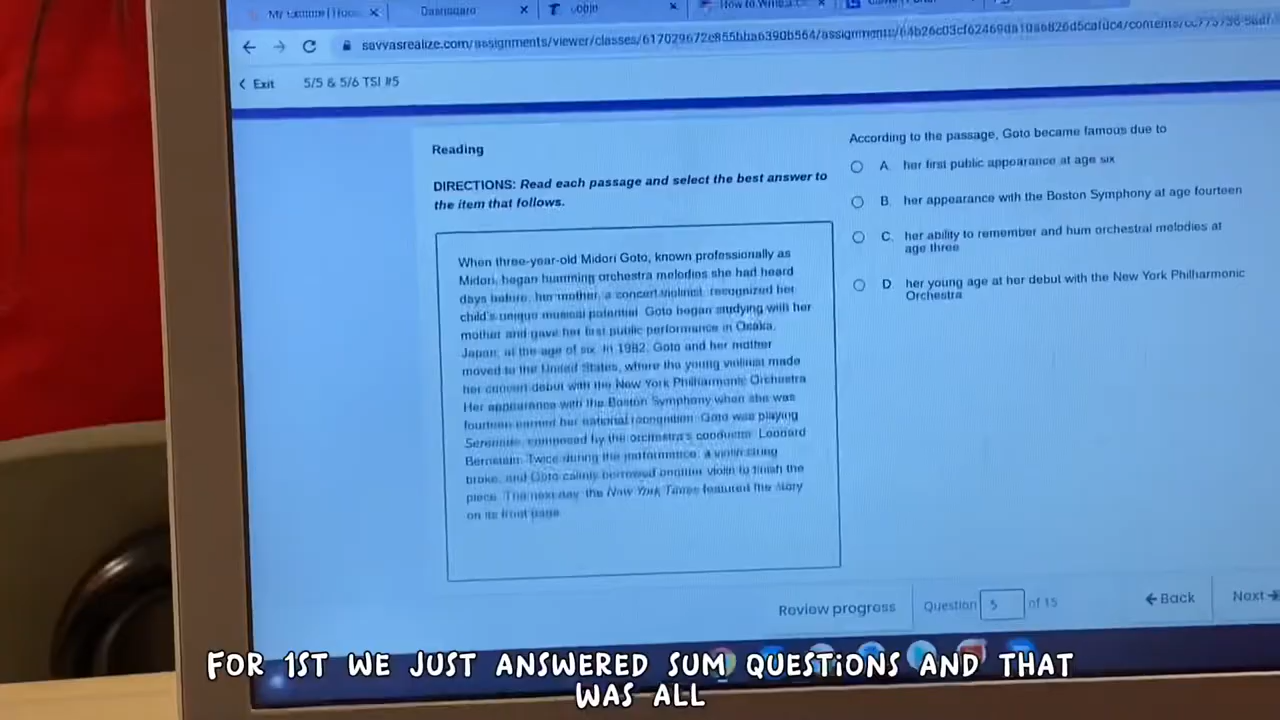 Dashboard
How to Write a
savvasrealize.com/assignments/viewer/classes/
Exit 5/5 & 5/6 TSI #5
Reading
DIRECTIONS: Read each passage and select the best answer to
the item that follows.
When three-year-old Midori Goto, known professionally as
Midori, began humming orchestra melodies she had heard
days before, her mother, a concert violinist, recognized her
child's unique musical potential. Goto began studying with her
mother and gave her first public performance in Osaka,
Japan, at the age of six. In 1982, Goto and her mother
moved to the United States, where the young violinist made
her concert debut with the New York Philharmonic Orchestra.
Her appearance with the Boston Symphony when she was
fourteen earned her national recognition. Goto was playing
Serenade, composed by the orchestra's conductor, Leonard
Bernstein. Twice during the performance, a violin string
broke, and Goto calmly borrowed another violin to finish the
piece. The next day, the New York Times featured the story
on its front page.
According to the passage, Goto became famous due to
A. her first public appearance at age six
B. her appearance with the Boston Symphony at age fourteen
C. her ability to remember and hum orchestral melodies at
age three
D. her young age at her debut with the New York Philharmonic
Orchestra
Review progress Question 5 of 15 Back Next
FOR 1ST WE JUST ANSWERED SUM QUESTIONS AND THAT
WAS ALL